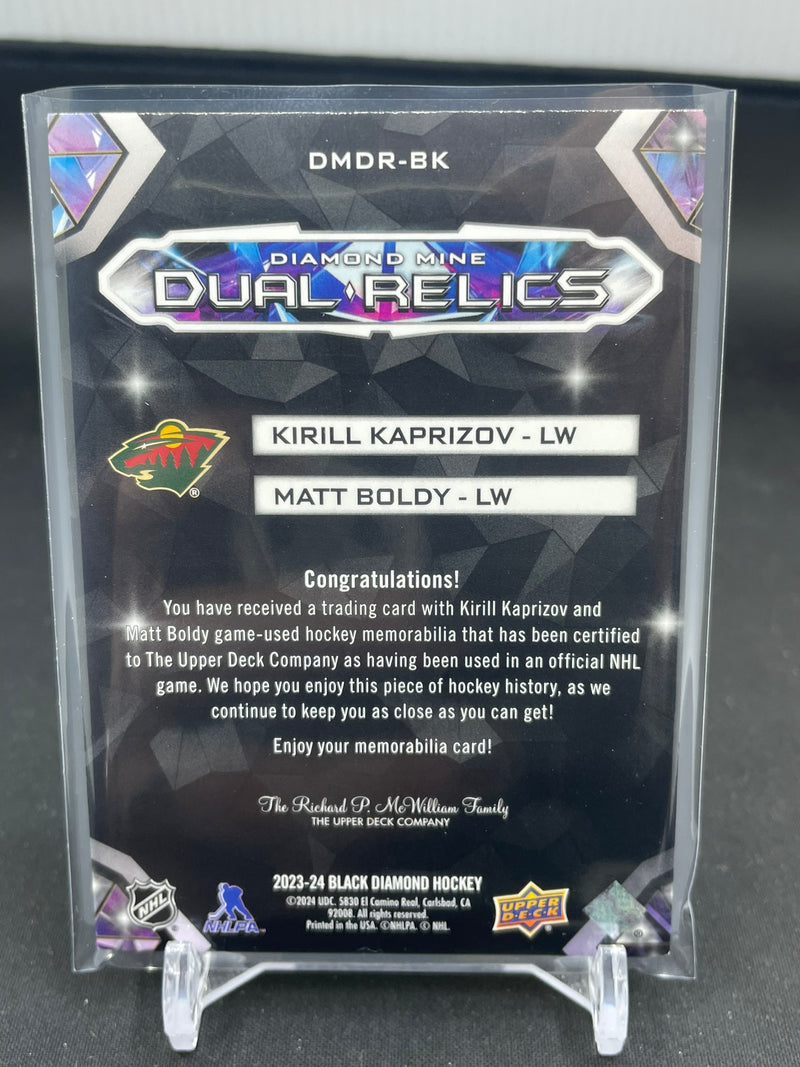 DMDR-BK
DIAMOND MINE
DUAL RELICS
KIRILL KAPRIZOV - LW
®
MATT BOLDY - LW
Congratulations!
You have received a trading card with Kirill Kaprizov and
Matt Boldy game-used hockey memorabilia that has been certified
to The Upper Deck Company as having been used in an official NHL
game. We hope you enjoy this piece of hockey history, as we
continue to keep you as close as you can get!
Enjoy your memorabilia card!
The Richard P. McWilliam Family
THE UPPER DECK COMPANY
2023-24 BLACK DIAMOND HOCKEY
©2024 UDC. 5830 El Camino Real, Carlsbad, CA
92008. All rights reserved.
Printed in the USA. ©NHLPA. © NHL.
NHL
NHLPA
UPPER
D·E·C·K